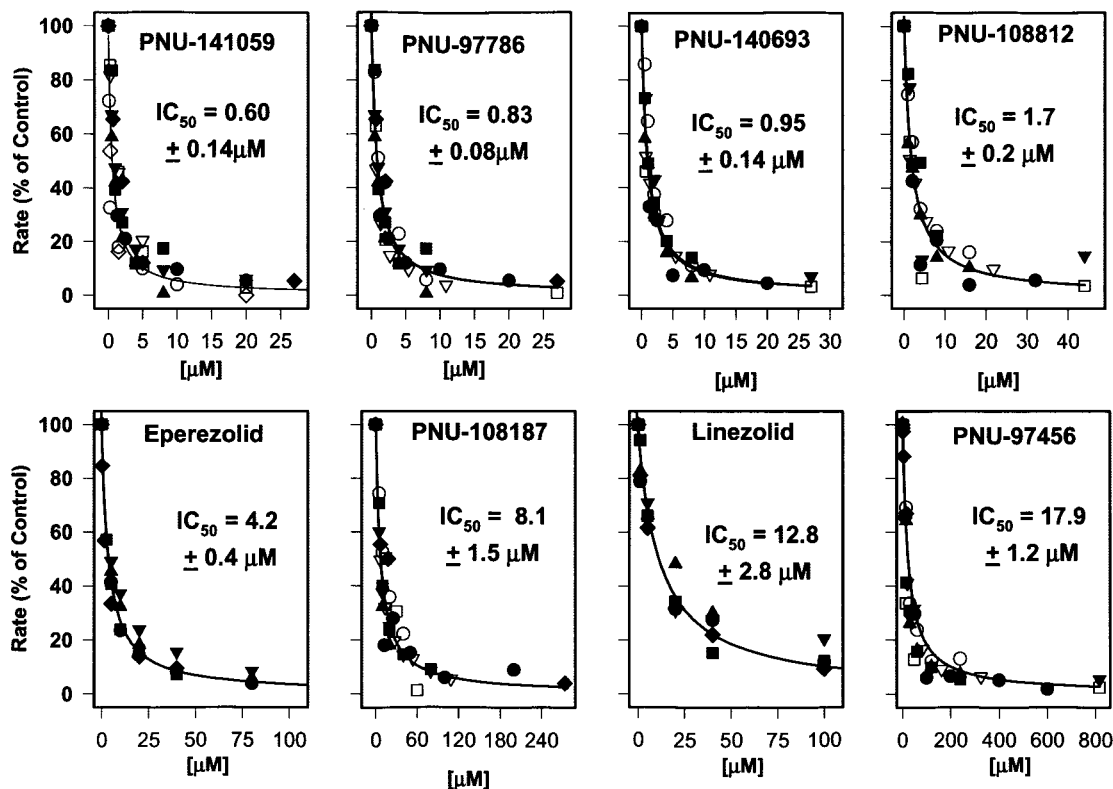 PNU-141059
IC50 = 0.60
± 0.14µM
PNU-97786
IC50 = 0.83
± 0.08µM
PNU-140693
IC50 = 0.95
± 0.14 µM
PNU-108812
IC50 = 1.7
± 0.2 µM
Rate (% of Control)
100
80
60
40
20
0
0 5 10 15 20 25
[µM]
0 5 10 15 20 25
[µM]
0 5 10 15 20 25 30
[µM]
0 10 20 30 40
[µM]
Eperezolid
IC50 = 4.2
± 0.4 µM
PNU-108187
IC50 = 8.1
± 1.5 µM
Linezolid
IC50 = 12.8
± 2.8 µM
PNU-97456
IC50 = 17.9
± 1.2 µM
Rate (% of Control)
100
80
60
40
20
0
0 25 50 75 100
[µM]
0 60 120 180 240
[µM]
0 25 50 75 100
[µM]
0 200 400 600 800
[µM]